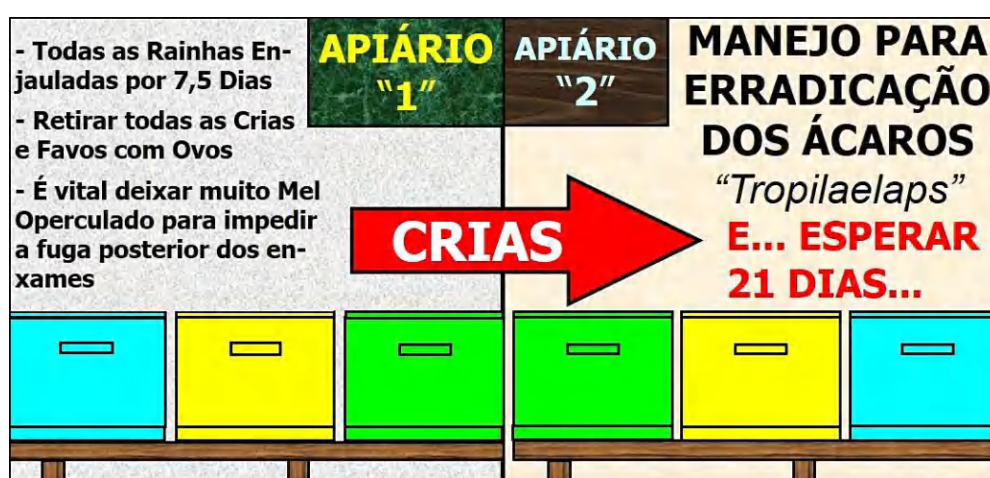 - Todas as Rainhas En-
jauladas por 7,5 Dias
- Retirar todas as Crias
e Favos com Ovos
- É vital deixar muito Mel
Operculado para impedir
a fuga posterior dos en-
xames
APIÁRIO
"1"
APIÁRIO
"2"
MANEJO PARA
ERRADICAÇÃO
DOS ÁCAROS
"Tropilaelaps"
E... ESPERAR
21 DIAS...
CRIAS